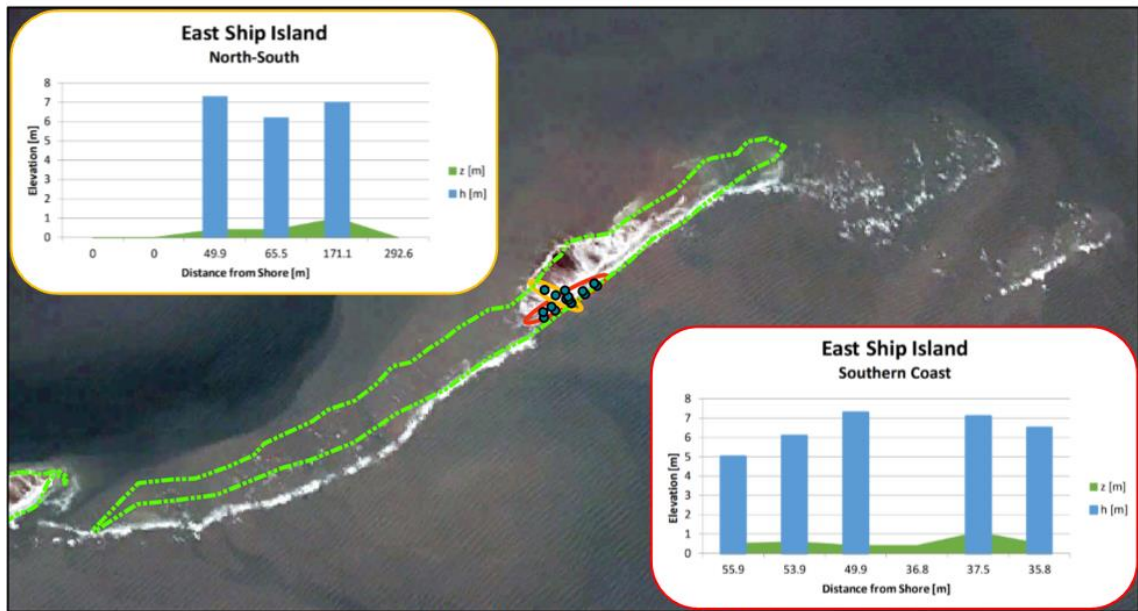 East Ship Island
North-South
8
7
6
5
4
3
2
1
0
Elevation [m]
z [m]
h [m]
0 0 49.9 65.5 171.1 292.6
Distance from Shore [m]
East Ship Island
Southern Coast
8
7
6
5
4
3
2
1
0
Elevation [m]
z [m]
h [m]
55.9 53.9 49.9 36.8 37.5 35.8
Distance from Shore [m]